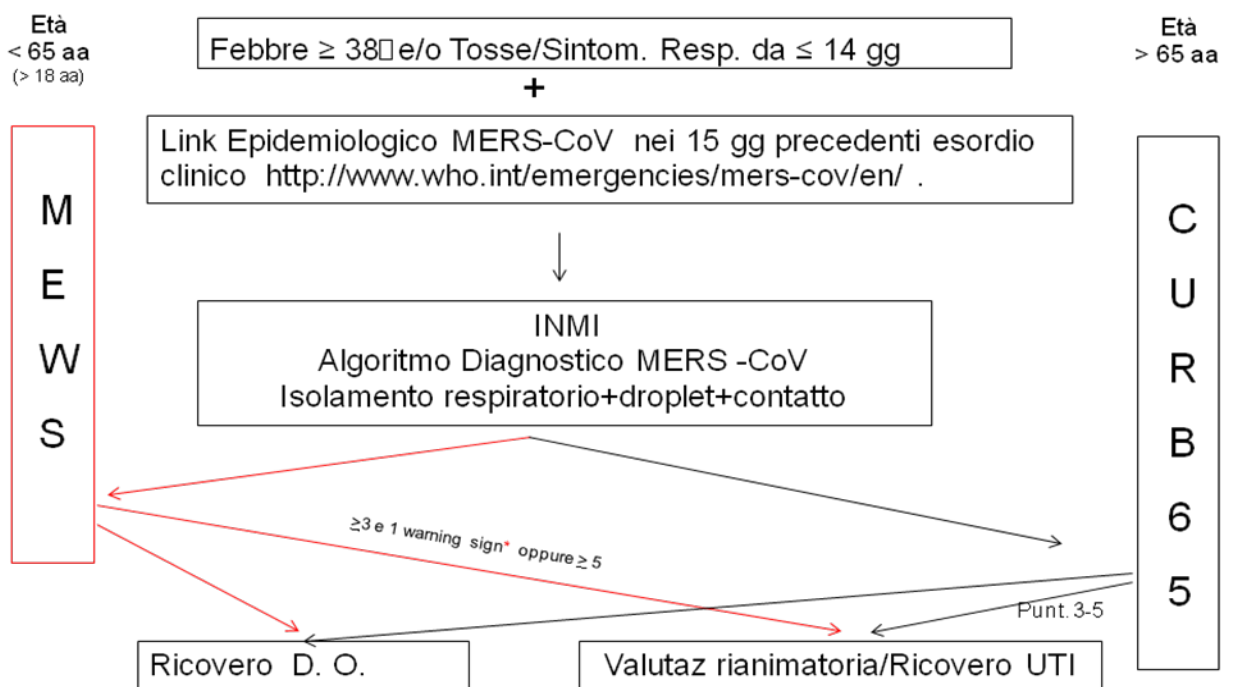 Età
< 65 aa
(> 18 aa)
Febbre ≥ 38□ e/o Tosse/Sintom. Resp. da ≤ 14 gg
Età
> 65 aa
+
Link Epidemiologico MERS-CoV nei 15 gg precedenti esordio
clinico http://www.who.int/emergencies/mers-cov/en/ .
M
E
W
S
C
U
R
B
6
5
INMI
Algoritmo Diagnostico MERS -CoV
Isolamento respiratorio+droplet+contatto
≥3 e 1 warning sign* oppure ≥ 5
Punt. 3-5
Ricovero D. O.
Valutaz rianimatoria/Ricovero UTI